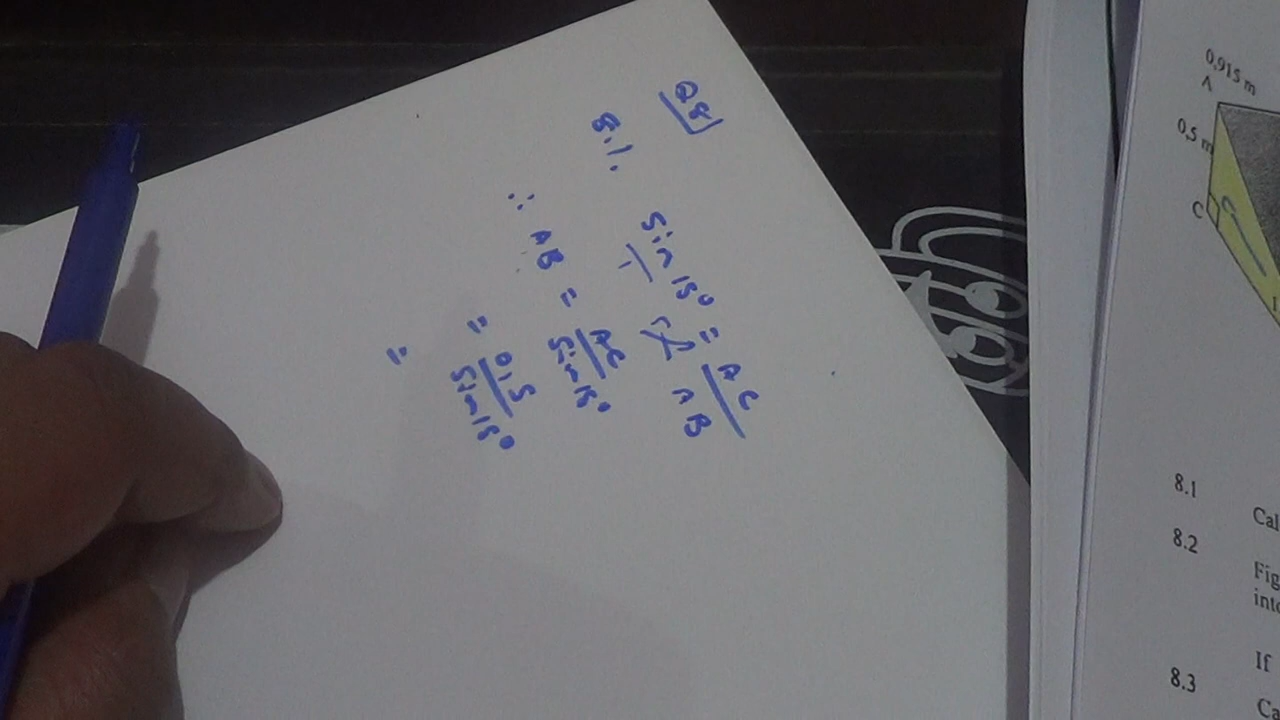 Q8
8.1.
sin 15° = AC/AB
1
∴ AB = AC/sin 15°
= 0,5/sin 15°
=
0,915 m
A
0,5 m
C
8.1
Cal
8.2
Fig
into
If
8.3
Ca